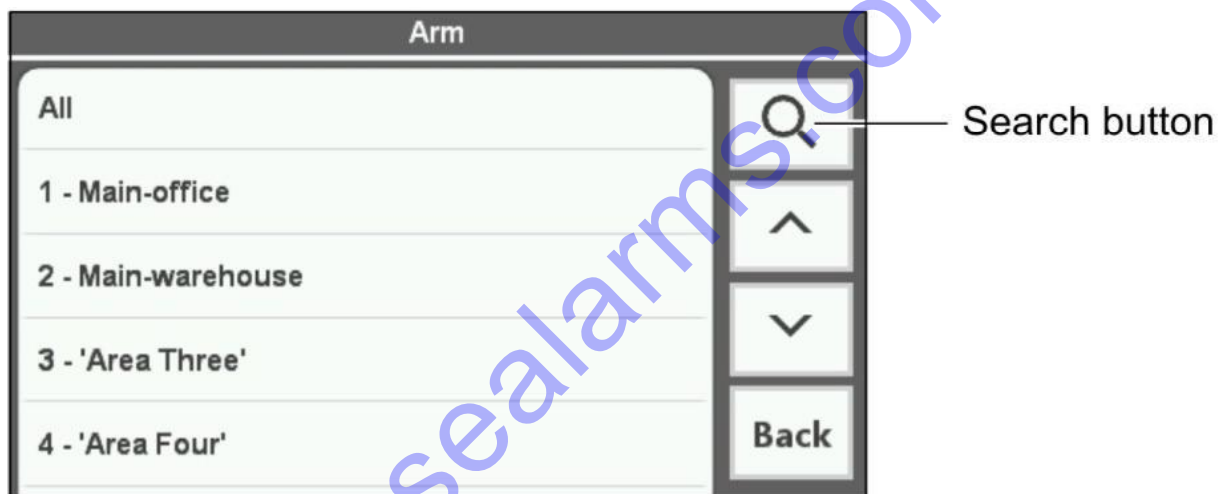 Arm
All
Search button
1 - Main-office
2 - Main-warehouse
3 - 'Area Three'
4 - 'Area Four'
Back
sealarms.co